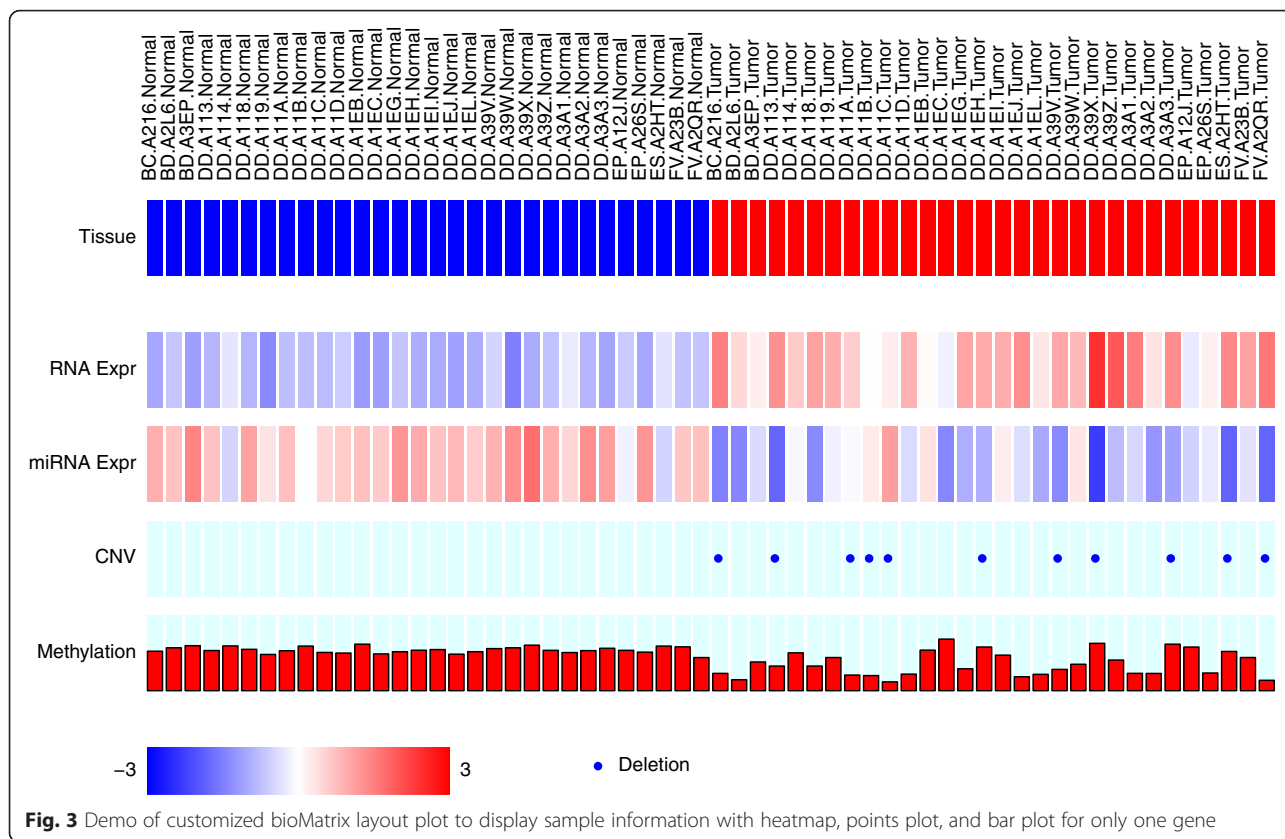 BC.A216.Normal
BD.A2L6.Normal
BD.A3EP.Normal
DD.A113.Normal
DD.A114.Normal
DD.A118.Normal
DD.A119.Normal
DD.A11A.Normal
DD.A11B.Normal
DD.A11C.Normal
DD.A11D.Normal
DD.A1EB.Normal
DD.A1EC.Normal
DD.A1EG.Normal
DD.A1EH.Normal
DD.A1EI.Normal
DD.A1EJ.Normal
DD.A1EL.Normal
DD.A39V.Normal
DD.A39W.Normal
DD.A39X.Normal
DD.A39Z.Normal
DD.A3A1.Normal
DD.A3A2.Normal
DD.A3A3.Normal
EP.A12J.Normal
EP.A26S.Normal
ES.A2HT.Normal
FV.A23B.Normal
FV.A2QR.Normal
BC.A216.Tumor
BD.A2L6.Tumor
BD.A3EP.Tumor
DD.A113.Tumor
DD.A114.Tumor
DD.A118.Tumor
DD.A119.Tumor
DD.A11A.Tumor
DD.A11B.Tumor
DD.A11C.Tumor
DD.A11D.Tumor
DD.A1EB.Tumor
DD.A1EC.Tumor
DD.A1EG.Tumor
DD.A1EH.Tumor
DD.A1EI.Tumor
DD.A1EJ.Tumor
DD.A1EL.Tumor
DD.A39V.Tumor
DD.A39W.Tumor
DD.A39X.Tumor
DD.A39Z.Tumor
DD.A3A1.Tumor
DD.A3A2.Tumor
DD.A3A3.Tumor
EP.A12J.Tumor
EP.A26S.Tumor
ES.A2HT.Tumor
FV.A23B.Tumor
FV.A2QR.Tumor
Tissue
RNA Expr
miRNA Expr
CNV
Methylation
−3 3 Deletion
Fig. 3 Demo of customized bioMatrix layout plot to display sample information with heatmap, points plot, and bar plot for only one gene